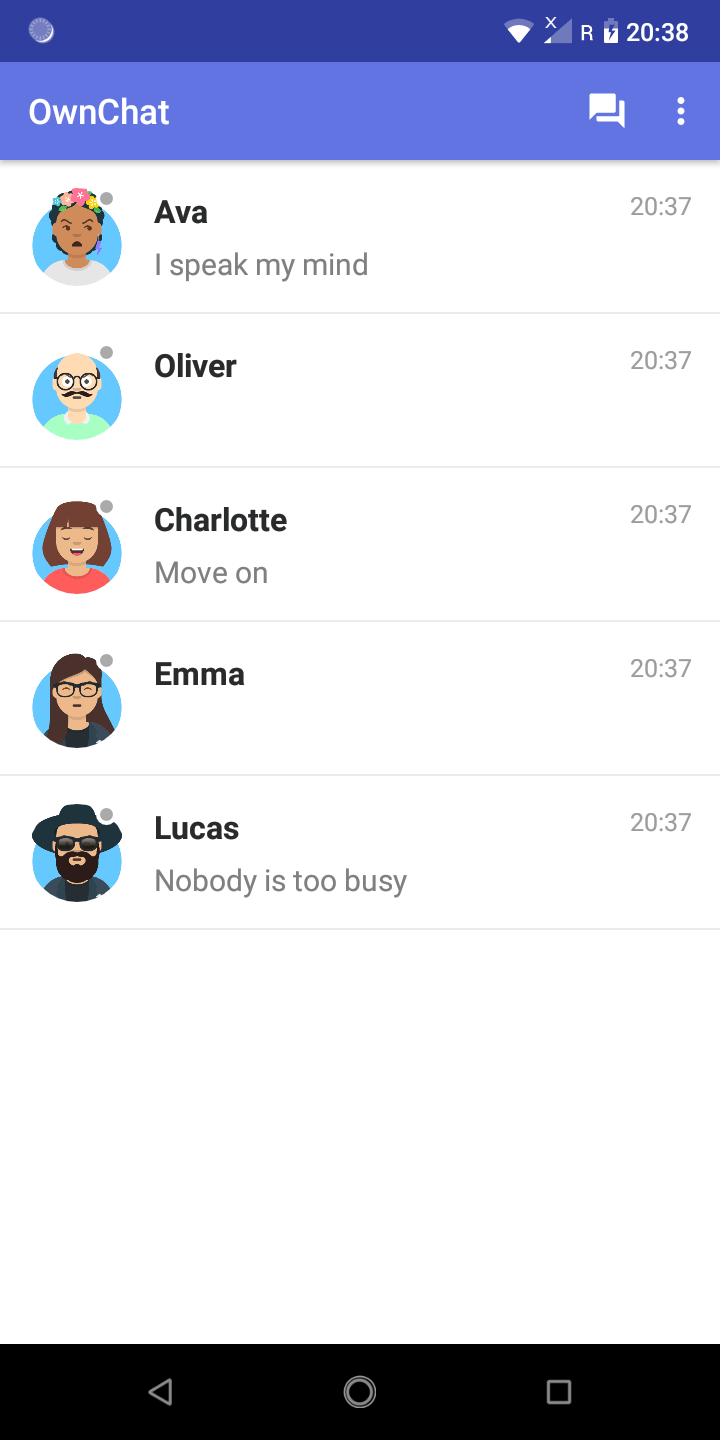 X R 20:38
OwnChat
Ava 20:37
I speak my mind
Oliver 20:37
Charlotte 20:37
Move on
Emma 20:37
Lucas 20:37
Nobody is too busy